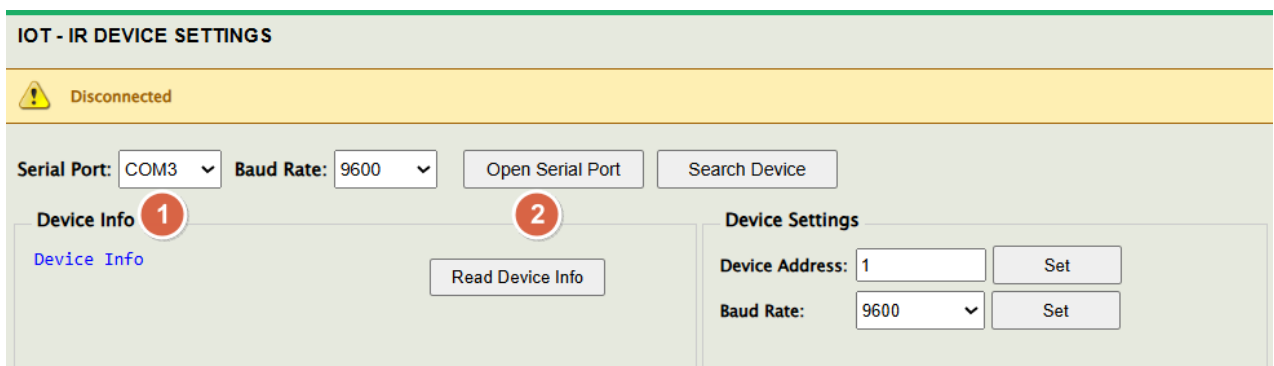 IOT - IR DEVICE SETTINGS
Disconnected
Serial Port: COM3 Baud Rate: 9600 Open Serial Port Search Device
Device Info 1 2 Device Settings
Device Info
Read Device Info
Device Address: 1 Set
Baud Rate: 9600 Set